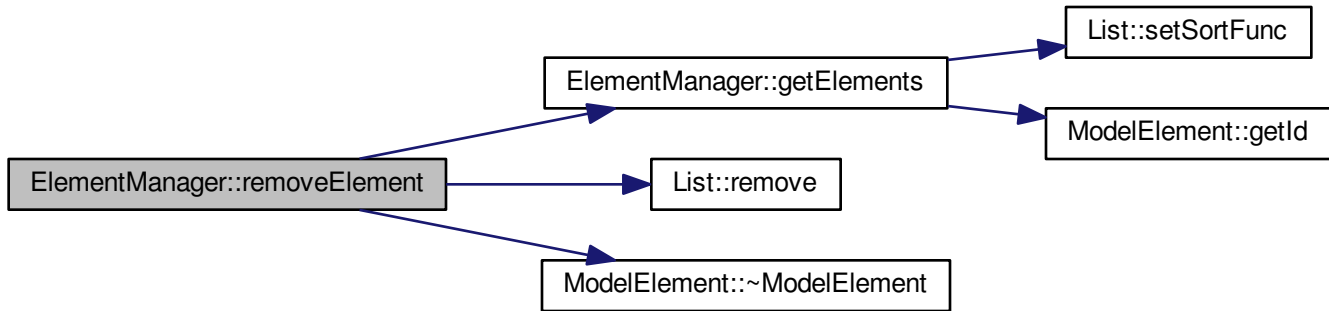 List::setSortFunc
ElementManager::getElements
ModelElement::getId
ElementManager::removeElement
List::remove
ModelElement::~ModelElement